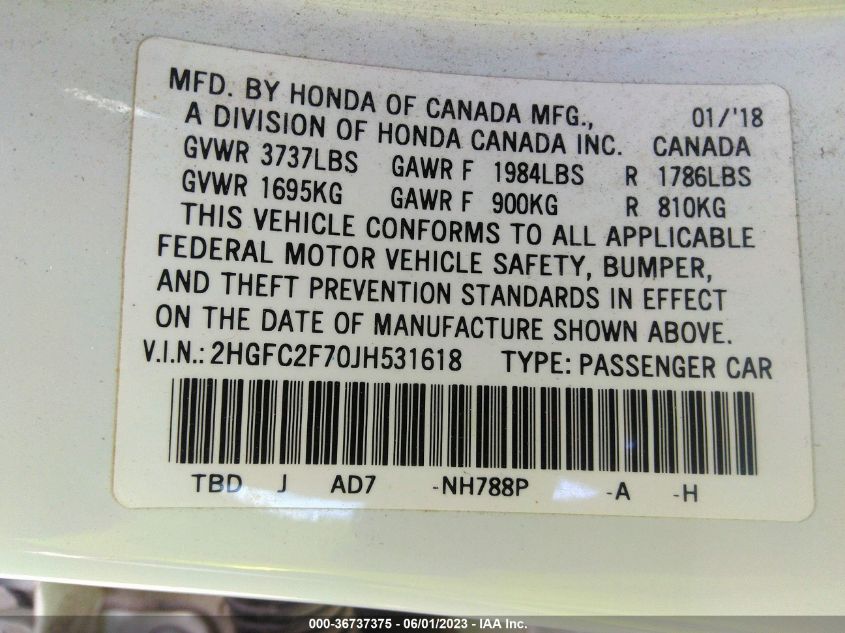 MFD. BY HONDA OF CANADA MFG., 01/'18
A DIVISION OF HONDA CANADA INC. CANADA
GVWR 3737LBS GAWR F 1984LBS R 1786LBS
GVWR 1695KG GAWR F 900KG R 810KG
THIS VEHICLE CONFORMS TO ALL APPLICABLE
FEDERAL MOTOR VEHICLE SAFETY, BUMPER,
AND THEFT PREVENTION STANDARDS IN EFFECT
ON THE DATE OF MANUFACTURE SHOWN ABOVE.
V.I.N.: 2HGFC2F70JH531618 TYPE: PASSENGER CAR
TBD J AD7 -NH788P -A -H
000-36737375 - 06/01/2023 - IAA Inc.